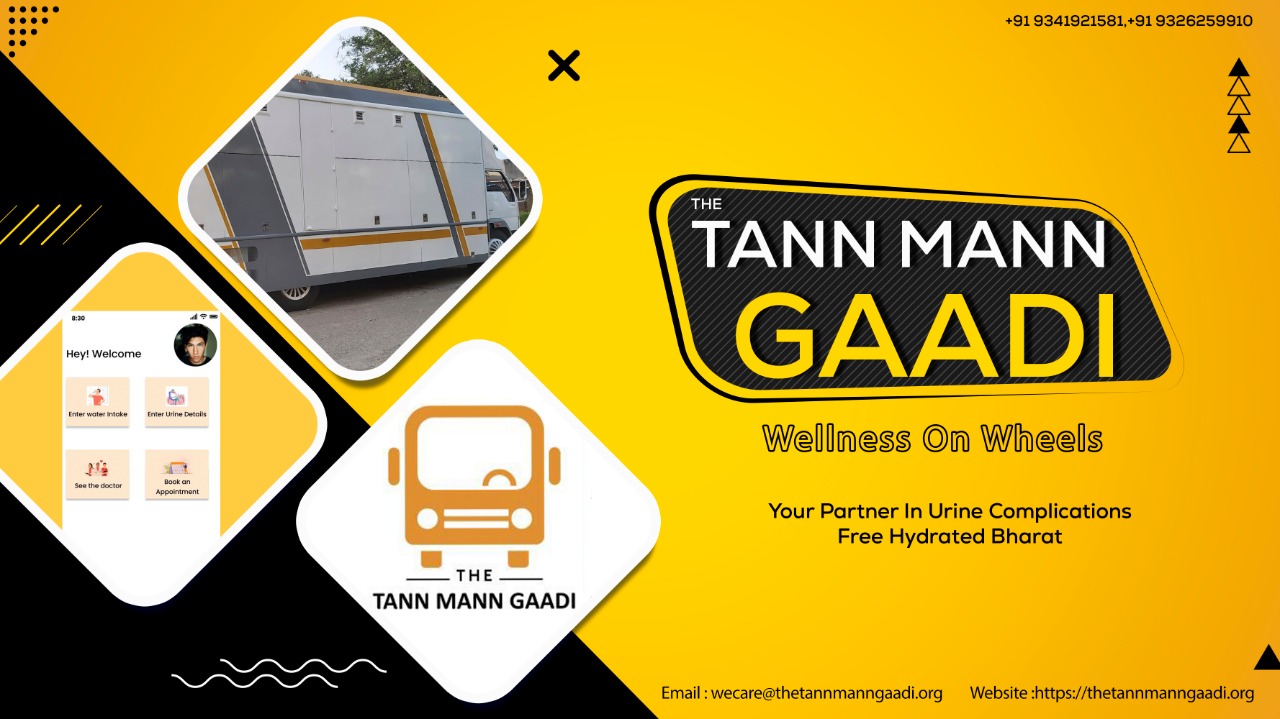 +91 9341921581,+91 9326259910
THE
TANN MANN
GAADI
Wellness On Wheels
Your Partner In Urine Complications
Free Hydrated Bharat
8:30
Hey! Welcome
Enter water Intake
Enter Urine Details
See the doctor
Book an
Appointment
THE
TANN MANN GAADI
Email : wecare@thetannmanngaadi.org
Website :https://thetannmanngaadi.org